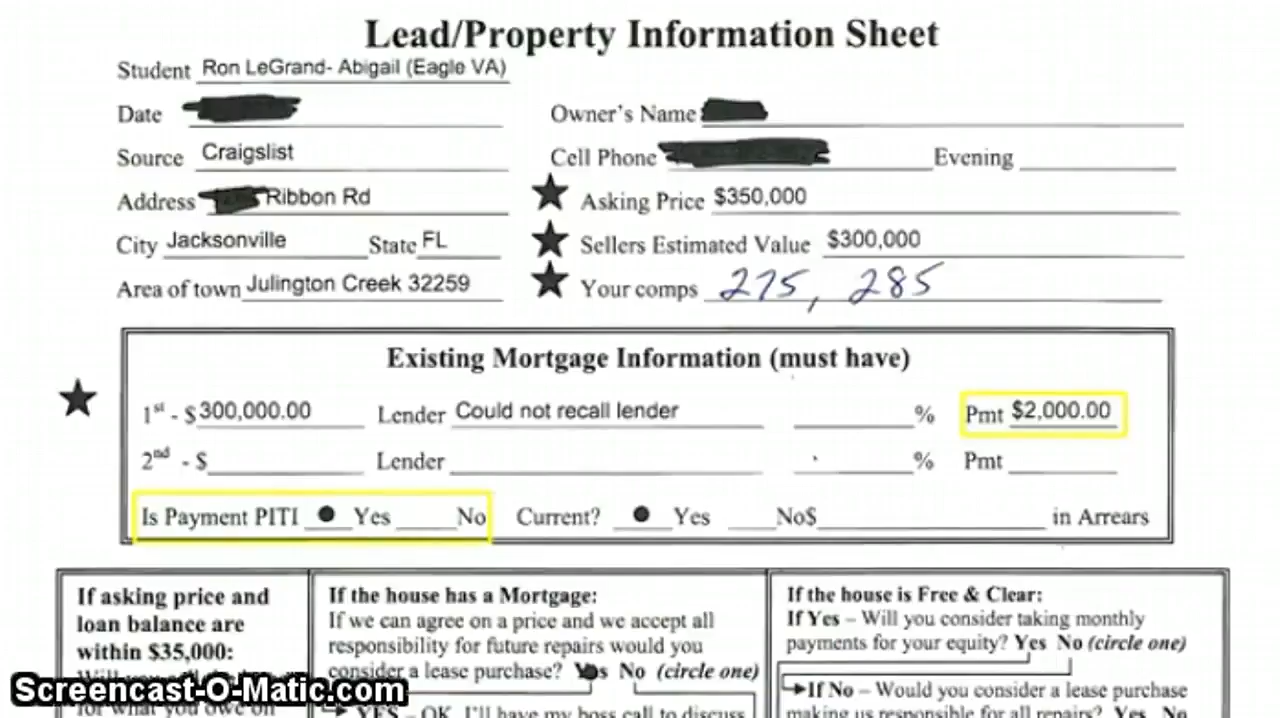 Lead/Property Information Sheet
Student Ron LeGrand- Abigail (Eagle VA)
Date
Owner's Name
Source Craigslist
Cell Phone Evening
Address Ribbon Rd
Asking Price $350,000
City Jacksonville State FL
Sellers Estimated Value $300,000
Area of town Julington Creek 32259
Your comps 275, 285
Existing Mortgage Information (must have)
1st - $ 300,000.00 Lender Could not recall lender % Pmt $2,000.00
2nd - $ Lender % Pmt
Is Payment PITI Yes No Current? Yes No$ in Arrears
If asking price and
loan balance are
within $35,000:
If the house has a Mortgage:
If we can agree on a price and we accept all
responsibility for future repairs would you
consider a lease purchase? Yes No (circle one)
YES – OK, I'll have my boss call to discuss
If the house is Free & Clear:
If Yes – Will you consider taking monthly
payments for your equity? Yes No (circle one)
If No – Would you consider a lease purchase
making us responsible for all repairs? Yes No
for what you owe on
Screencast-O-Matic.com